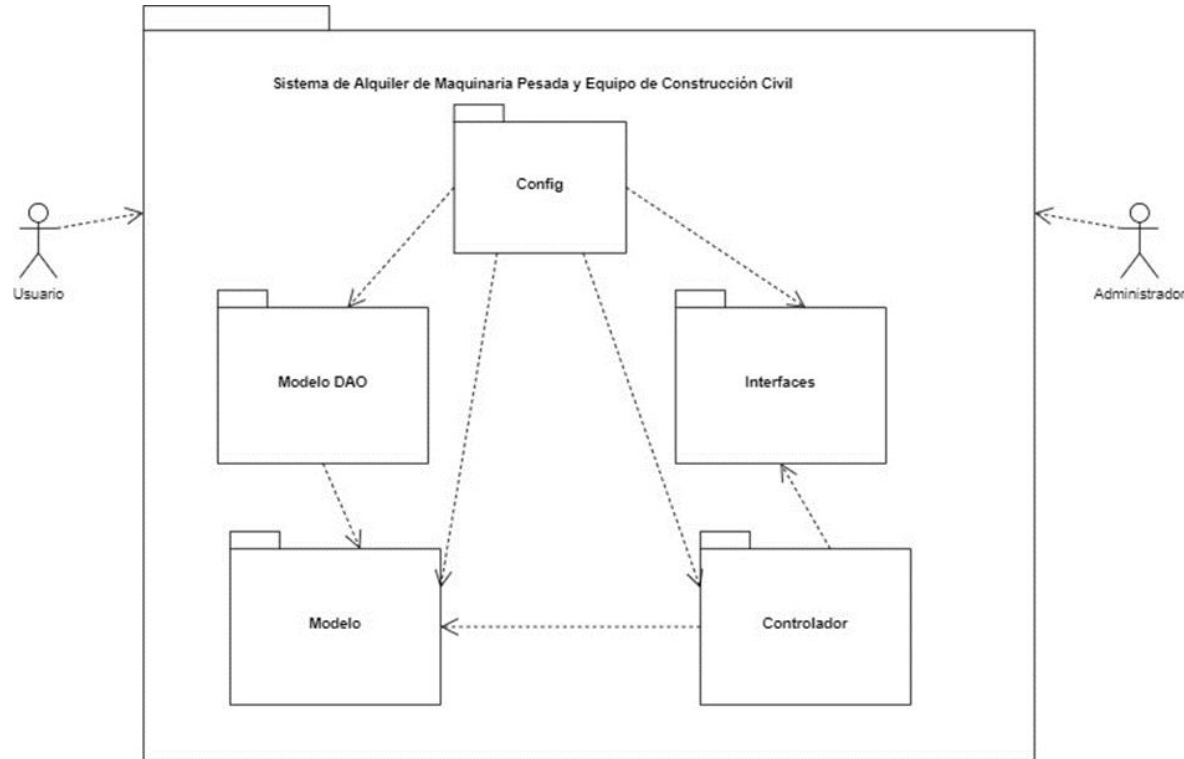 Sistema de Alquiler de Maquinaria Pesada y Equipo de Construcción Civil
Config
Usuario
Administrador
Modelo DAO
Interfaces
Modelo
Controlador